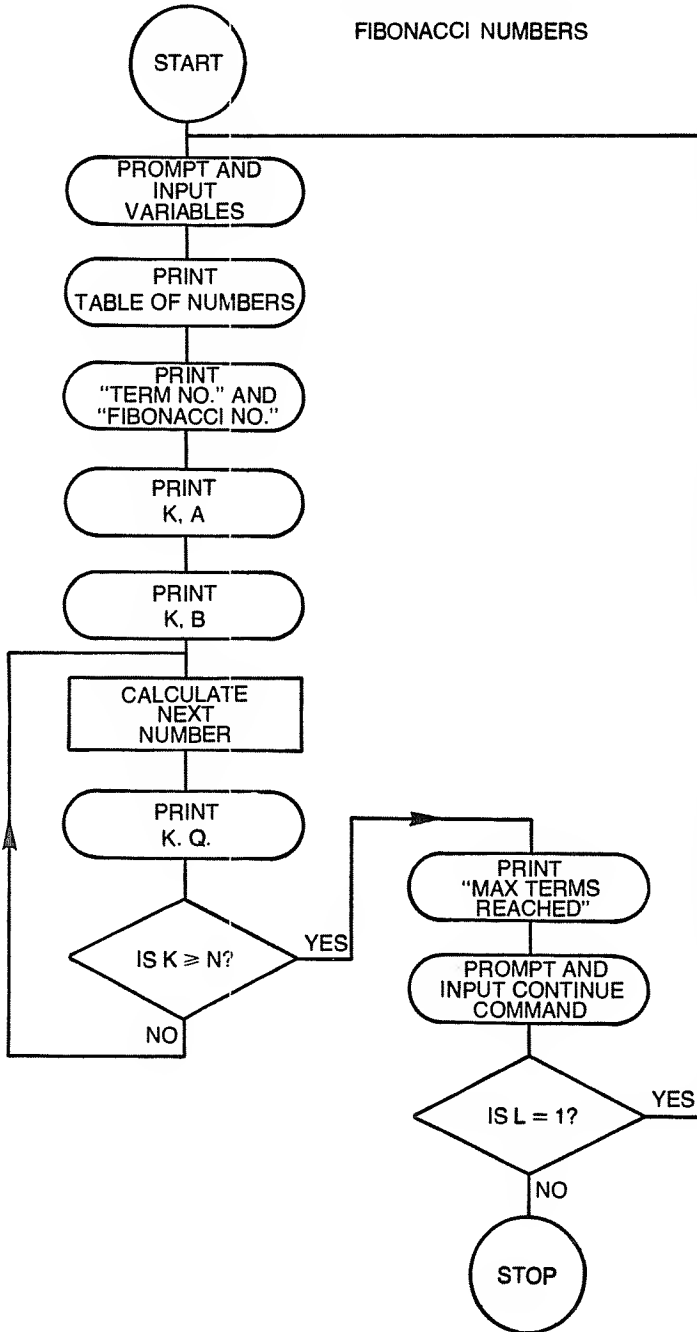 FIBONACCI NUMBERS
START
PROMPT AND
INPUT
VARIABLES
PRINT
TABLE OF NUMBERS
PRINT
"TERM NO." AND
"FIBONACCI NO."
PRINT
K, A
PRINT
K, B
CALCULATE
NEXT
NUMBER
PRINT
K. Q.
IS K ≥ N?
YES
NO
PRINT
"MAX TERMS
REACHED"
PROMPT AND
INPUT CONTINUE
COMMAND
IS L = 1?
YES
NO
STOP